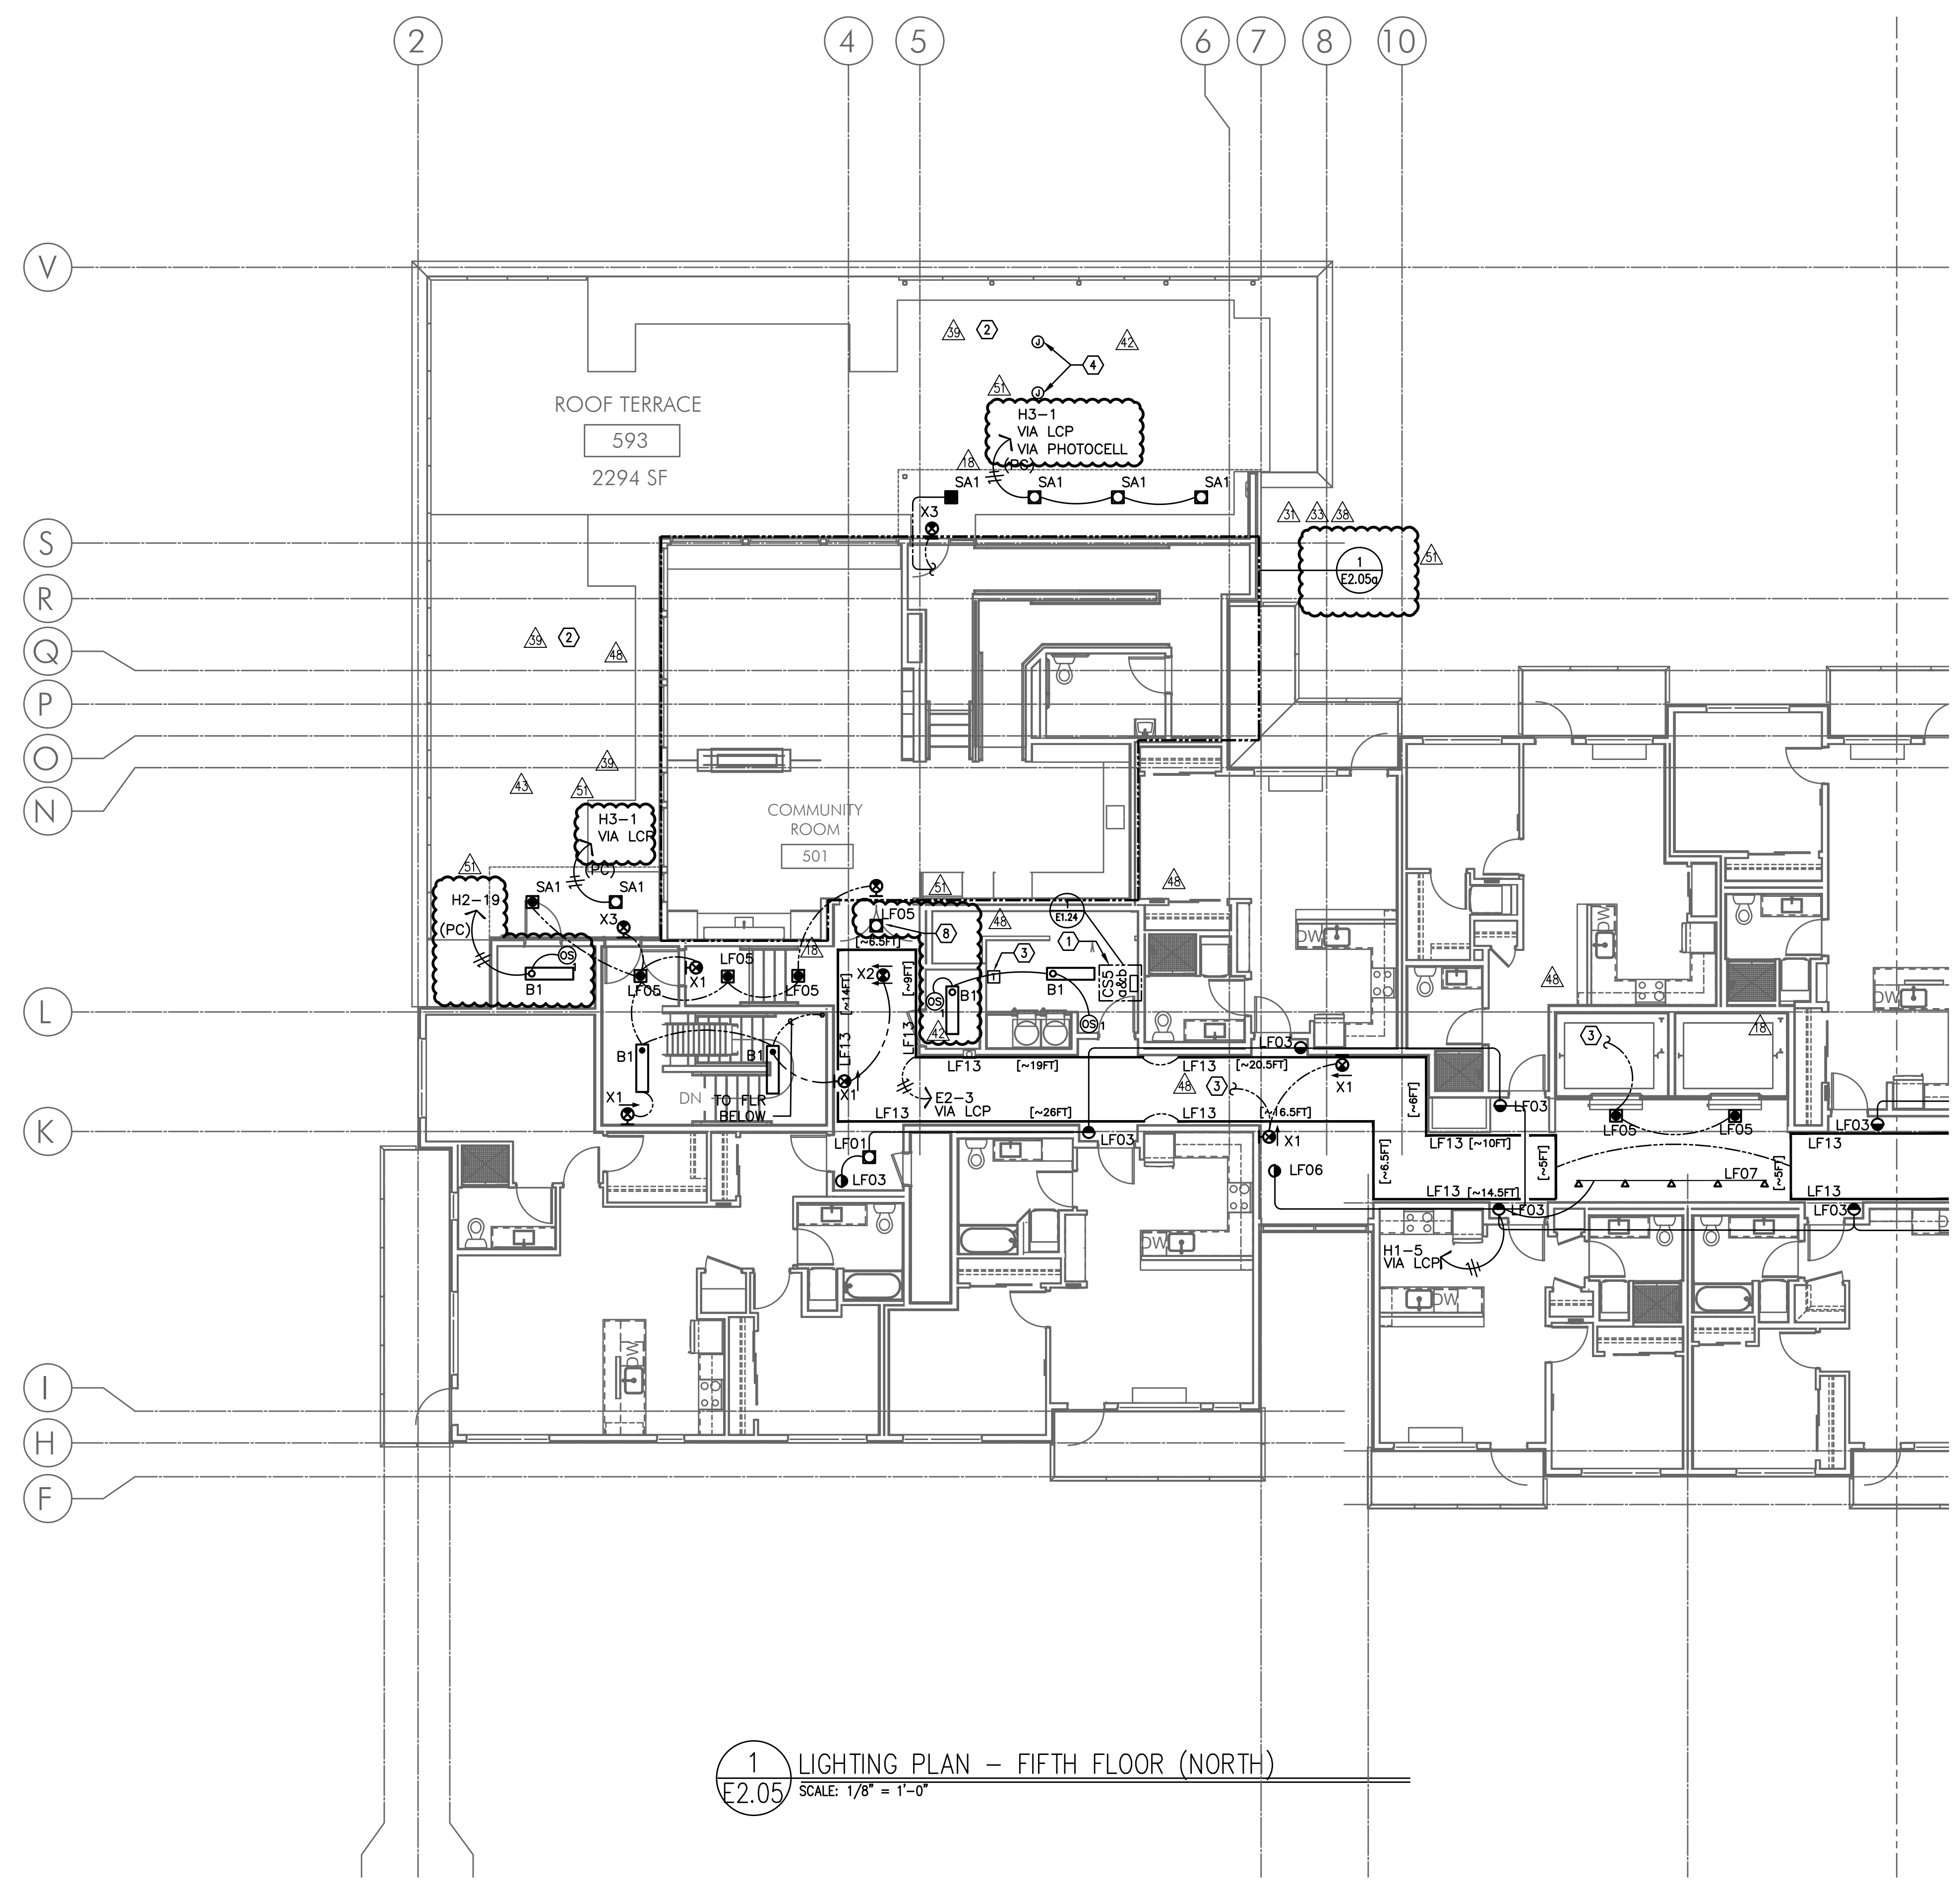 2
4
5
6
7
8
10
V
39
2
J
4
42
J
51
ROOF TERRACE
593
2294 SF
H3-1
VIA LCP
VIA PHOTOCELL
(PC)
18
SA1
SA1
SA1
SA1
X3
31
33
38
S
1
E2.05a
51
R
39
2
48
Q
P
O
N
39
43
51
H3-1
VIA LCP
(PC)
COMMUNITY
ROOM
501
51
H2-19
(PC)
SA1
SA1
X3
OS
1
B1
LF05
X1
LF05
LF05
18
51
LF05
8
[~6.5FT]
X2
[~9FT]
[~14FT]
LF13
LF13
48
3
1
E1.24
1
48
OS
1
B1
42
B1
CS5
a&b
OS
1
DW
48
DW
L
B1
B1
X1
DN
TO FLR
BELOW
X1
LF13
[~19FT]
E2-3
VIA LCP
LF13
[~26FT]
LF13
[~20.5FT]
LF03
48
3
X1
LF13
[~16.5FT]
[~6FT]
3
18
LF03
LF05
LF05
LF03
K
LF01
LF03
LF03
X1
LF06
LF13
[~10FT]
[~6.5FT]
[~5FT]
LF13
[~14.5FT]
LF07
[~5FT]
LF13
LF13
LF03
LF03
DW
H1-5
VIA LCP
DW
DW
I
H
F
1
E2.05
LIGHTING PLAN – FIFTH FLOOR (NORTH)
SCALE: 1/8" = 1'-0"